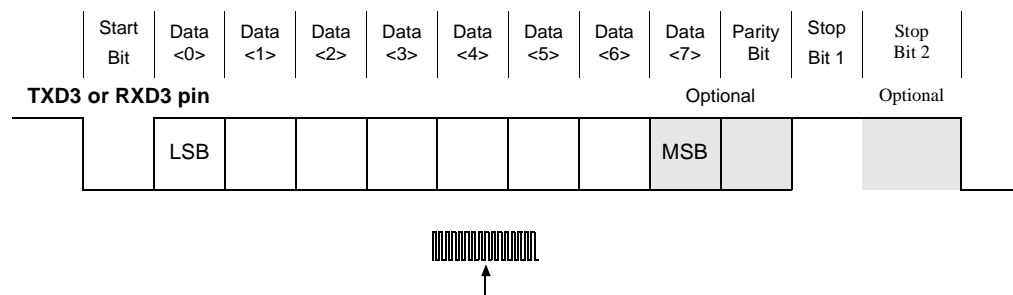 Start Data Data Data Data Data Data Data Data Parity Stop Stop
Bit <0> <1> <2> <3> <4> <5> <6> <7> Bit Bit 1 Bit 2
TXD3 or RXD3 pin Optional Optional
LSB MSB